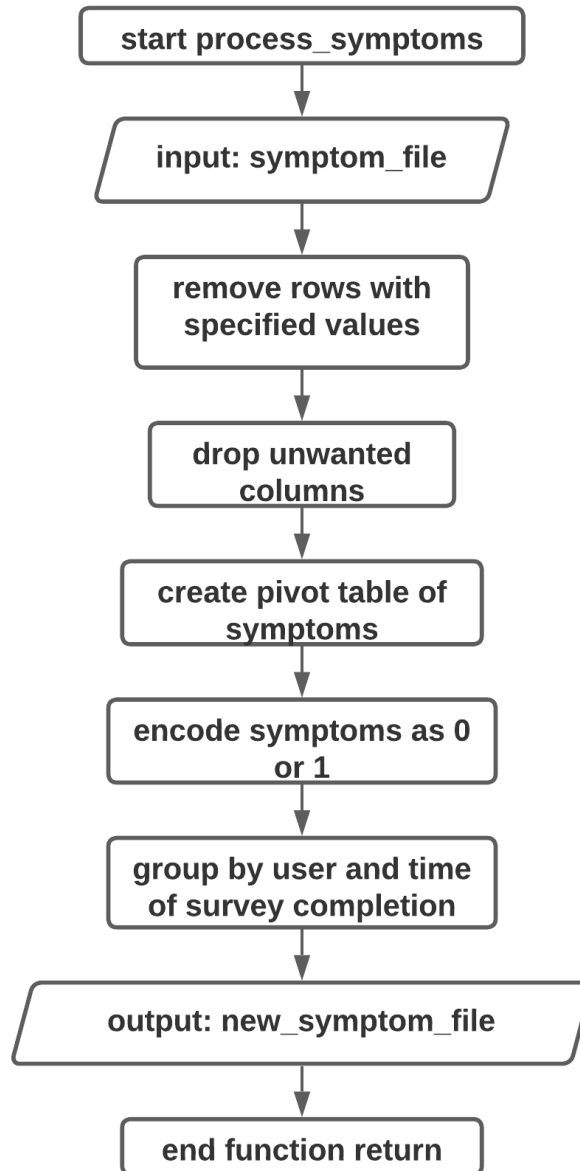 start process_symptoms
input: symptom_file
remove rows with
specified values
drop unwanted
columns
create pivot table of
symptoms
encode symptoms as 0
or 1
group by user and time
of survey completion
output: new_symptom_file
end function return